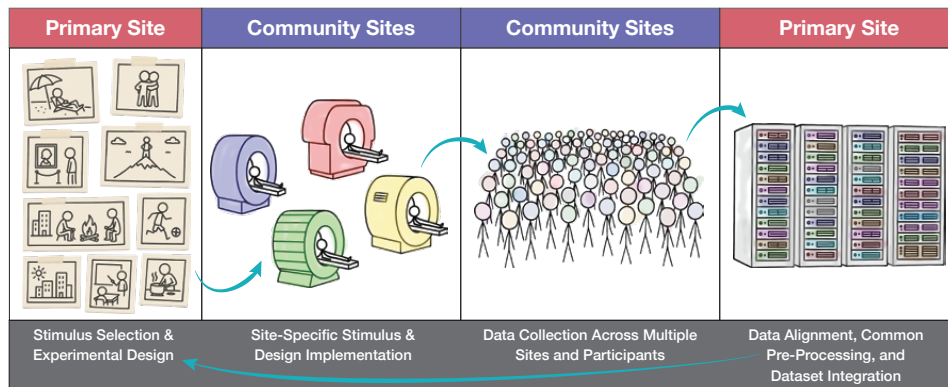 Primary Site
Community Sites
Community Sites
Primary Site
Stimulus Selection &
Experimental Design
Site-Specific Stimulus &
Design Implementation
Data Collection Across Multiple
Sites and Participants
Data Alignment, Common
Pre-Processing, and
Dataset Integration